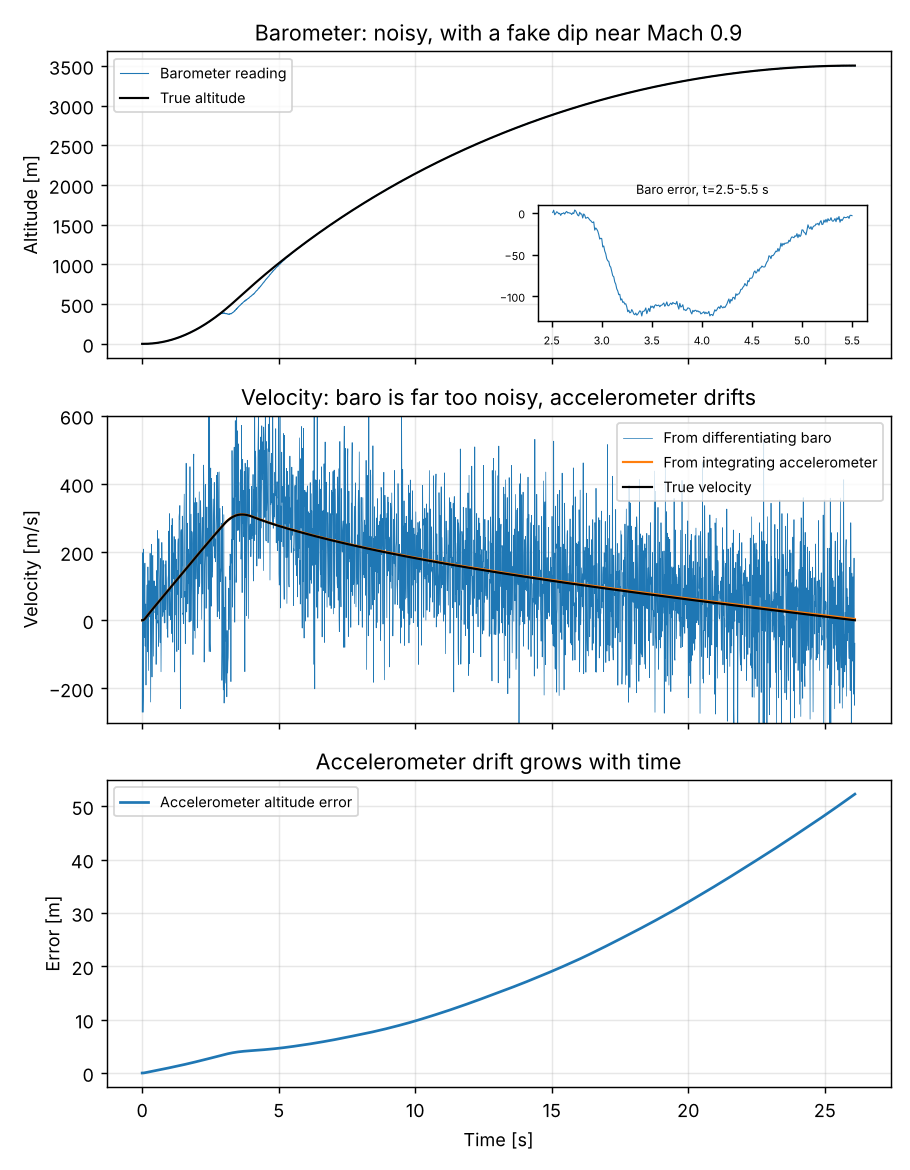 Barometer: noisy, with a fake dip near Mach 0.9
Altitude [m]
3500
3000
2500
2000
1500
1000
500
0
Barometer reading
True altitude
Baro error, t=2.5-5.5 s
0
−50
−100
2.5 3.0 3.5 4.0 4.5 5.0 5.5
Velocity: baro is far too noisy, accelerometer drifts
Velocity [m/s]
600
400
200
0
−200
From differentiating baro
From integrating accelerometer
True velocity
Accelerometer drift grows with time
Error [m]
50
40
30
20
10
0
Accelerometer altitude error
0 5 10 15 20 25
Time [s]